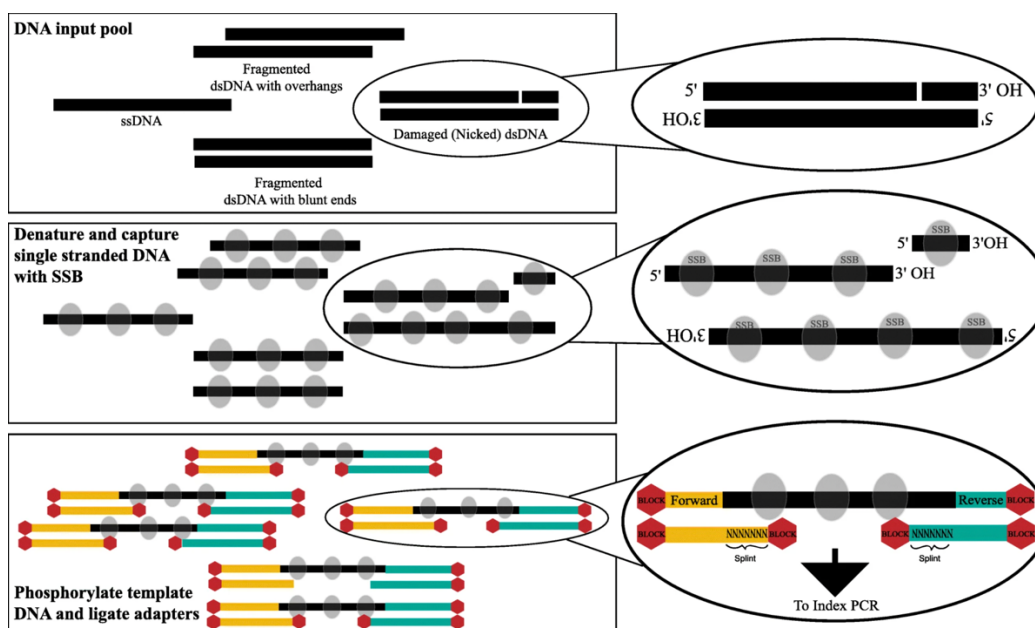 DNA input pool
Fragmented
dsDNA with overhangs
ssDNA
Damaged (Nicked) dsDNA
Fragmented
dsDNA with blunt ends
5' 3' OH
HO'3 5'
Denature and capture
single stranded DNA
with SSB
SSB
5' 3'OH
SSB SSB SSB
5' 3' OH
SSB SSB SSB SSB
HO'3 5'
Phosphorylate template
DNA and ligate adapters
BLOCK Forward Reverse BLOCK
BLOCK NNNNNNN BLOCK BLOCK NNNNNNN BLOCK
Splint Splint
To Index PCR